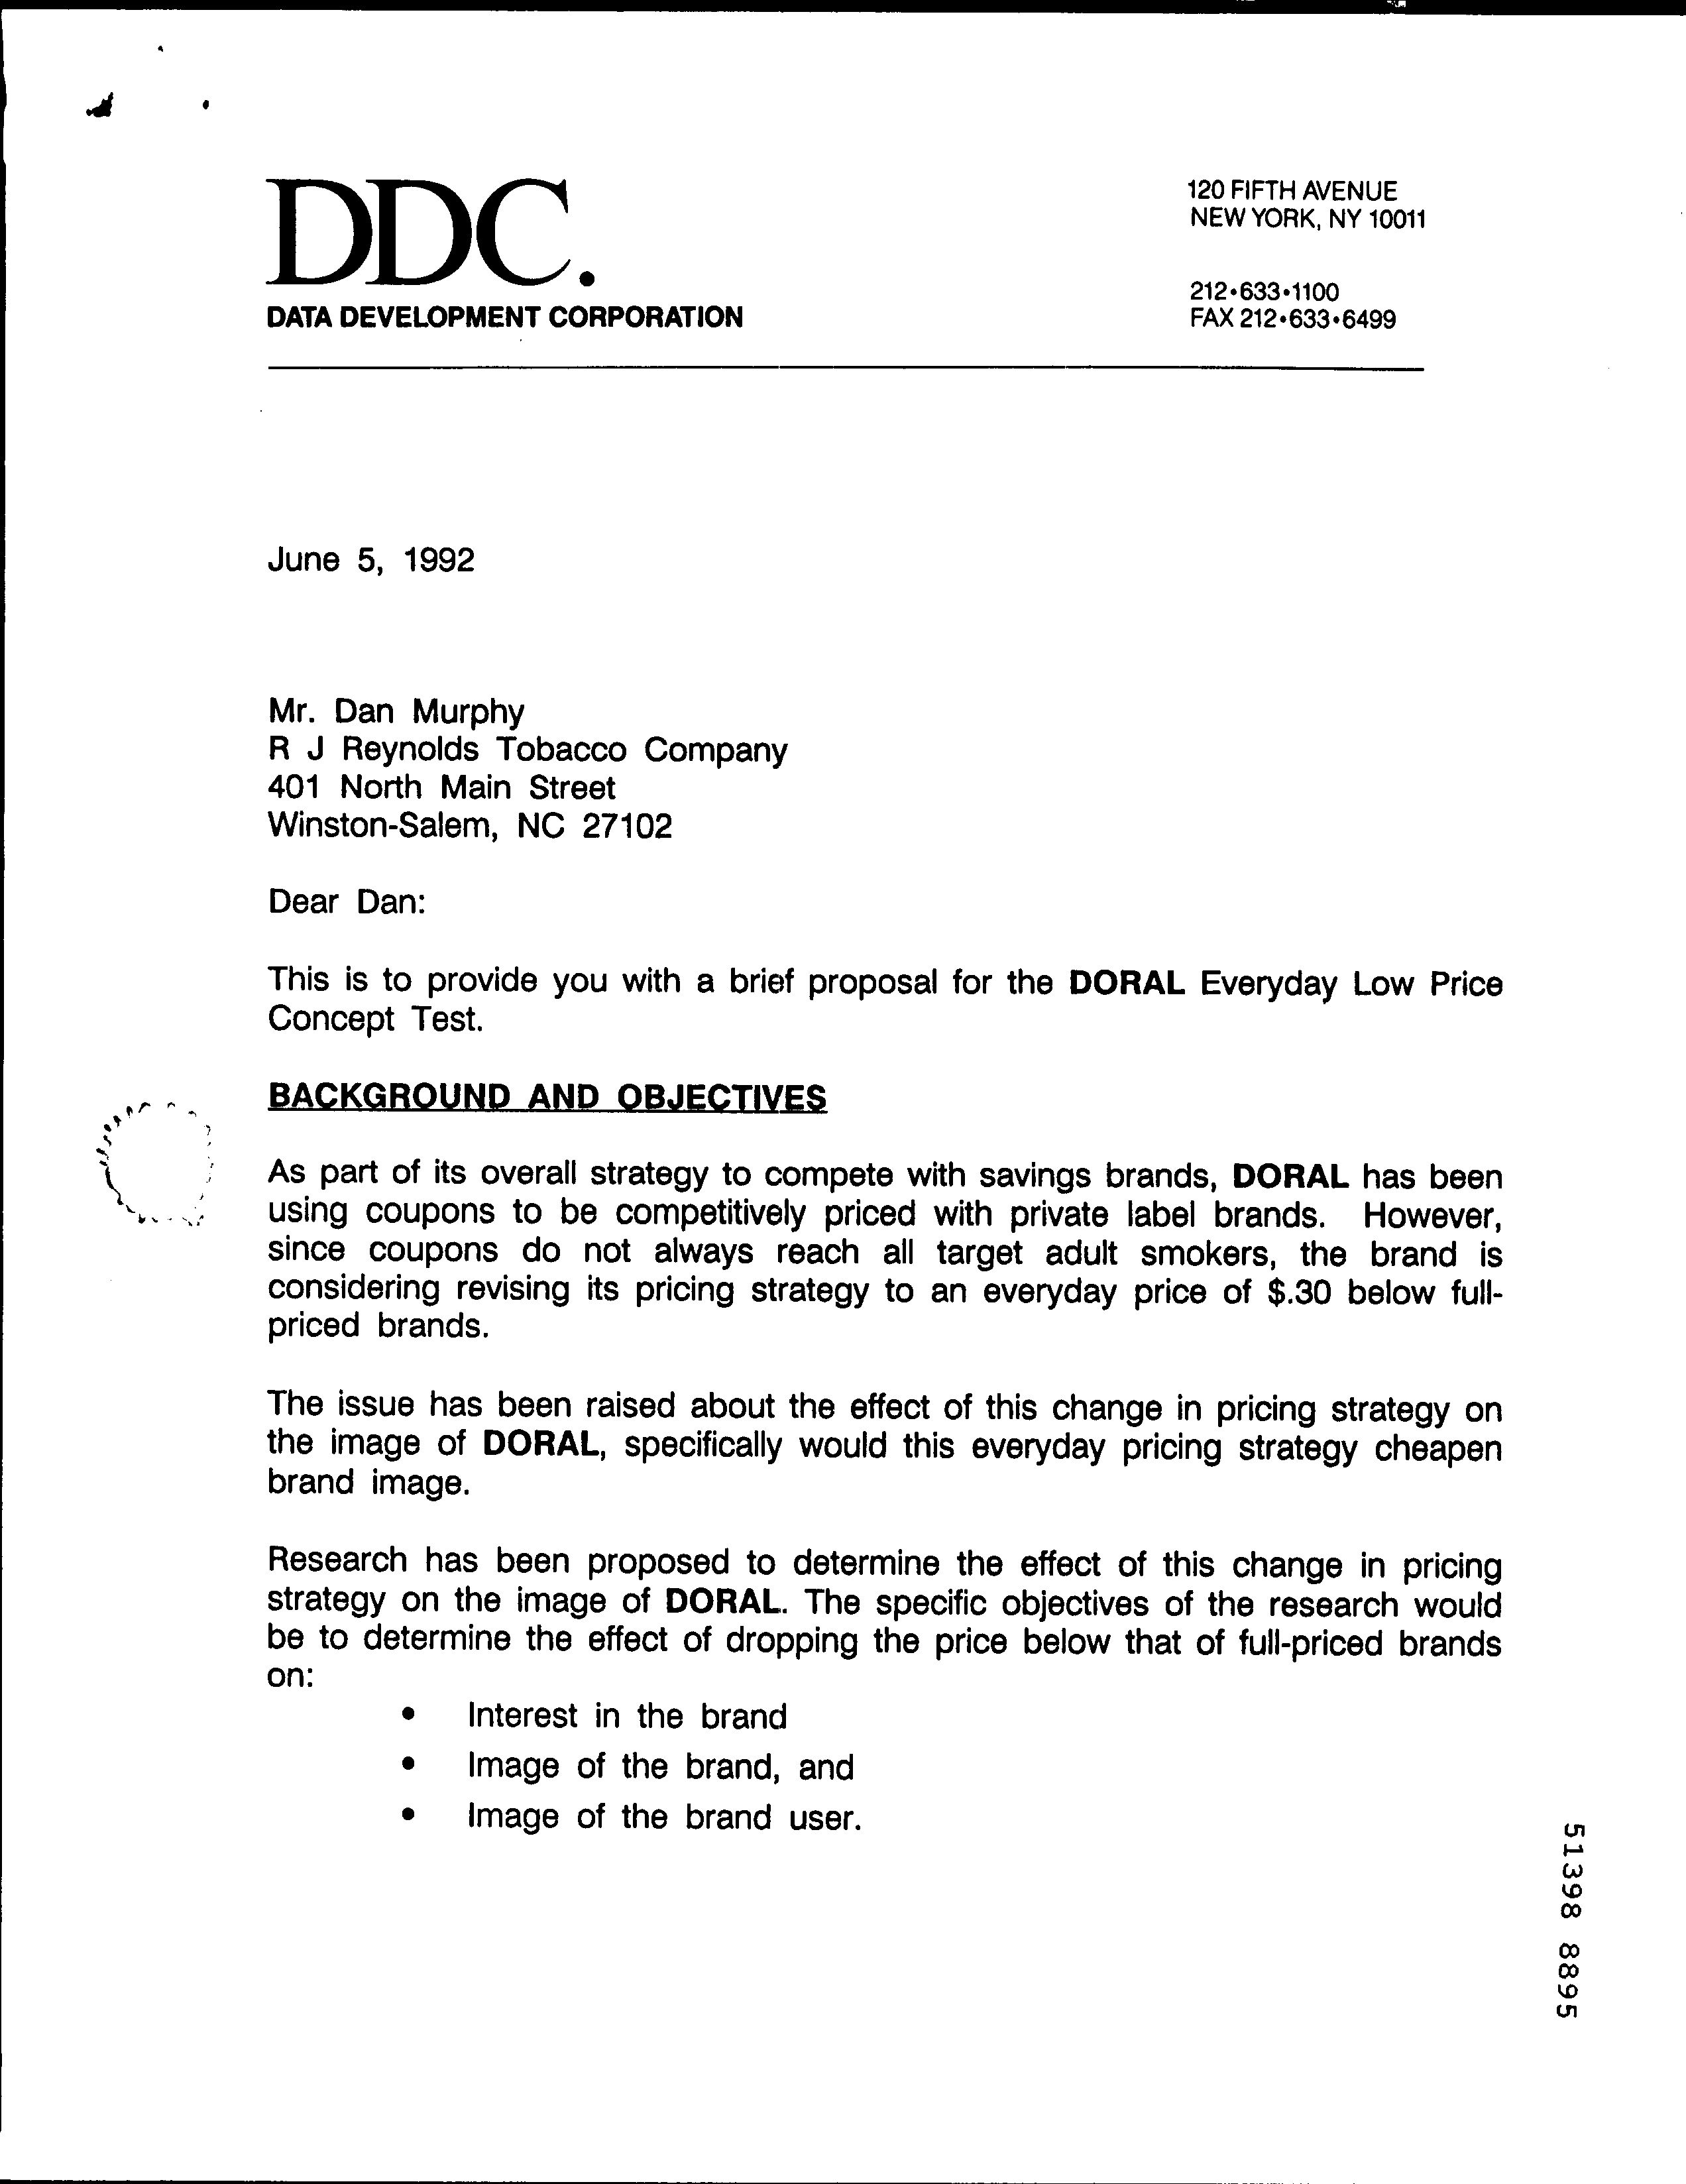 DDC.
DATA DEVELOPMENT CORPORATION
120 FIFTH AVENUE
NEW YORK, NY 10011
212•633•1100
FAX 212•633•6499
June 5, 1992
Mr. Dan Murphy
R J Reynolds Tobacco Company
401 North Main Street
Winston-Salem, NC 27102
Dear Dan:
This is to provide you with a brief proposal for the DORAL Everyday Low Price
Concept Test.
BACKGROUND AND OBJECTIVES
As part of its overall strategy to compete with savings brands, DORAL has been
using coupons to be competitively priced with private label brands. However,
since coupons do not always reach all target adult smokers, the brand is
considering revising its pricing strategy to an everyday price of $.30 below full-
priced brands.
The issue has been raised about the effect of this change in pricing strategy on
the image of DORAL, specifically would this everyday pricing strategy cheapen
brand image.
Research has been proposed to determine the effect of this change in pricing
strategy on the image of DORAL. The specific objectives of the research would
be to determine the effect of dropping the price below that of full-priced brands
on:
• Interest in the brand
• Image of the brand, and
• Image of the brand user.
51398 8895